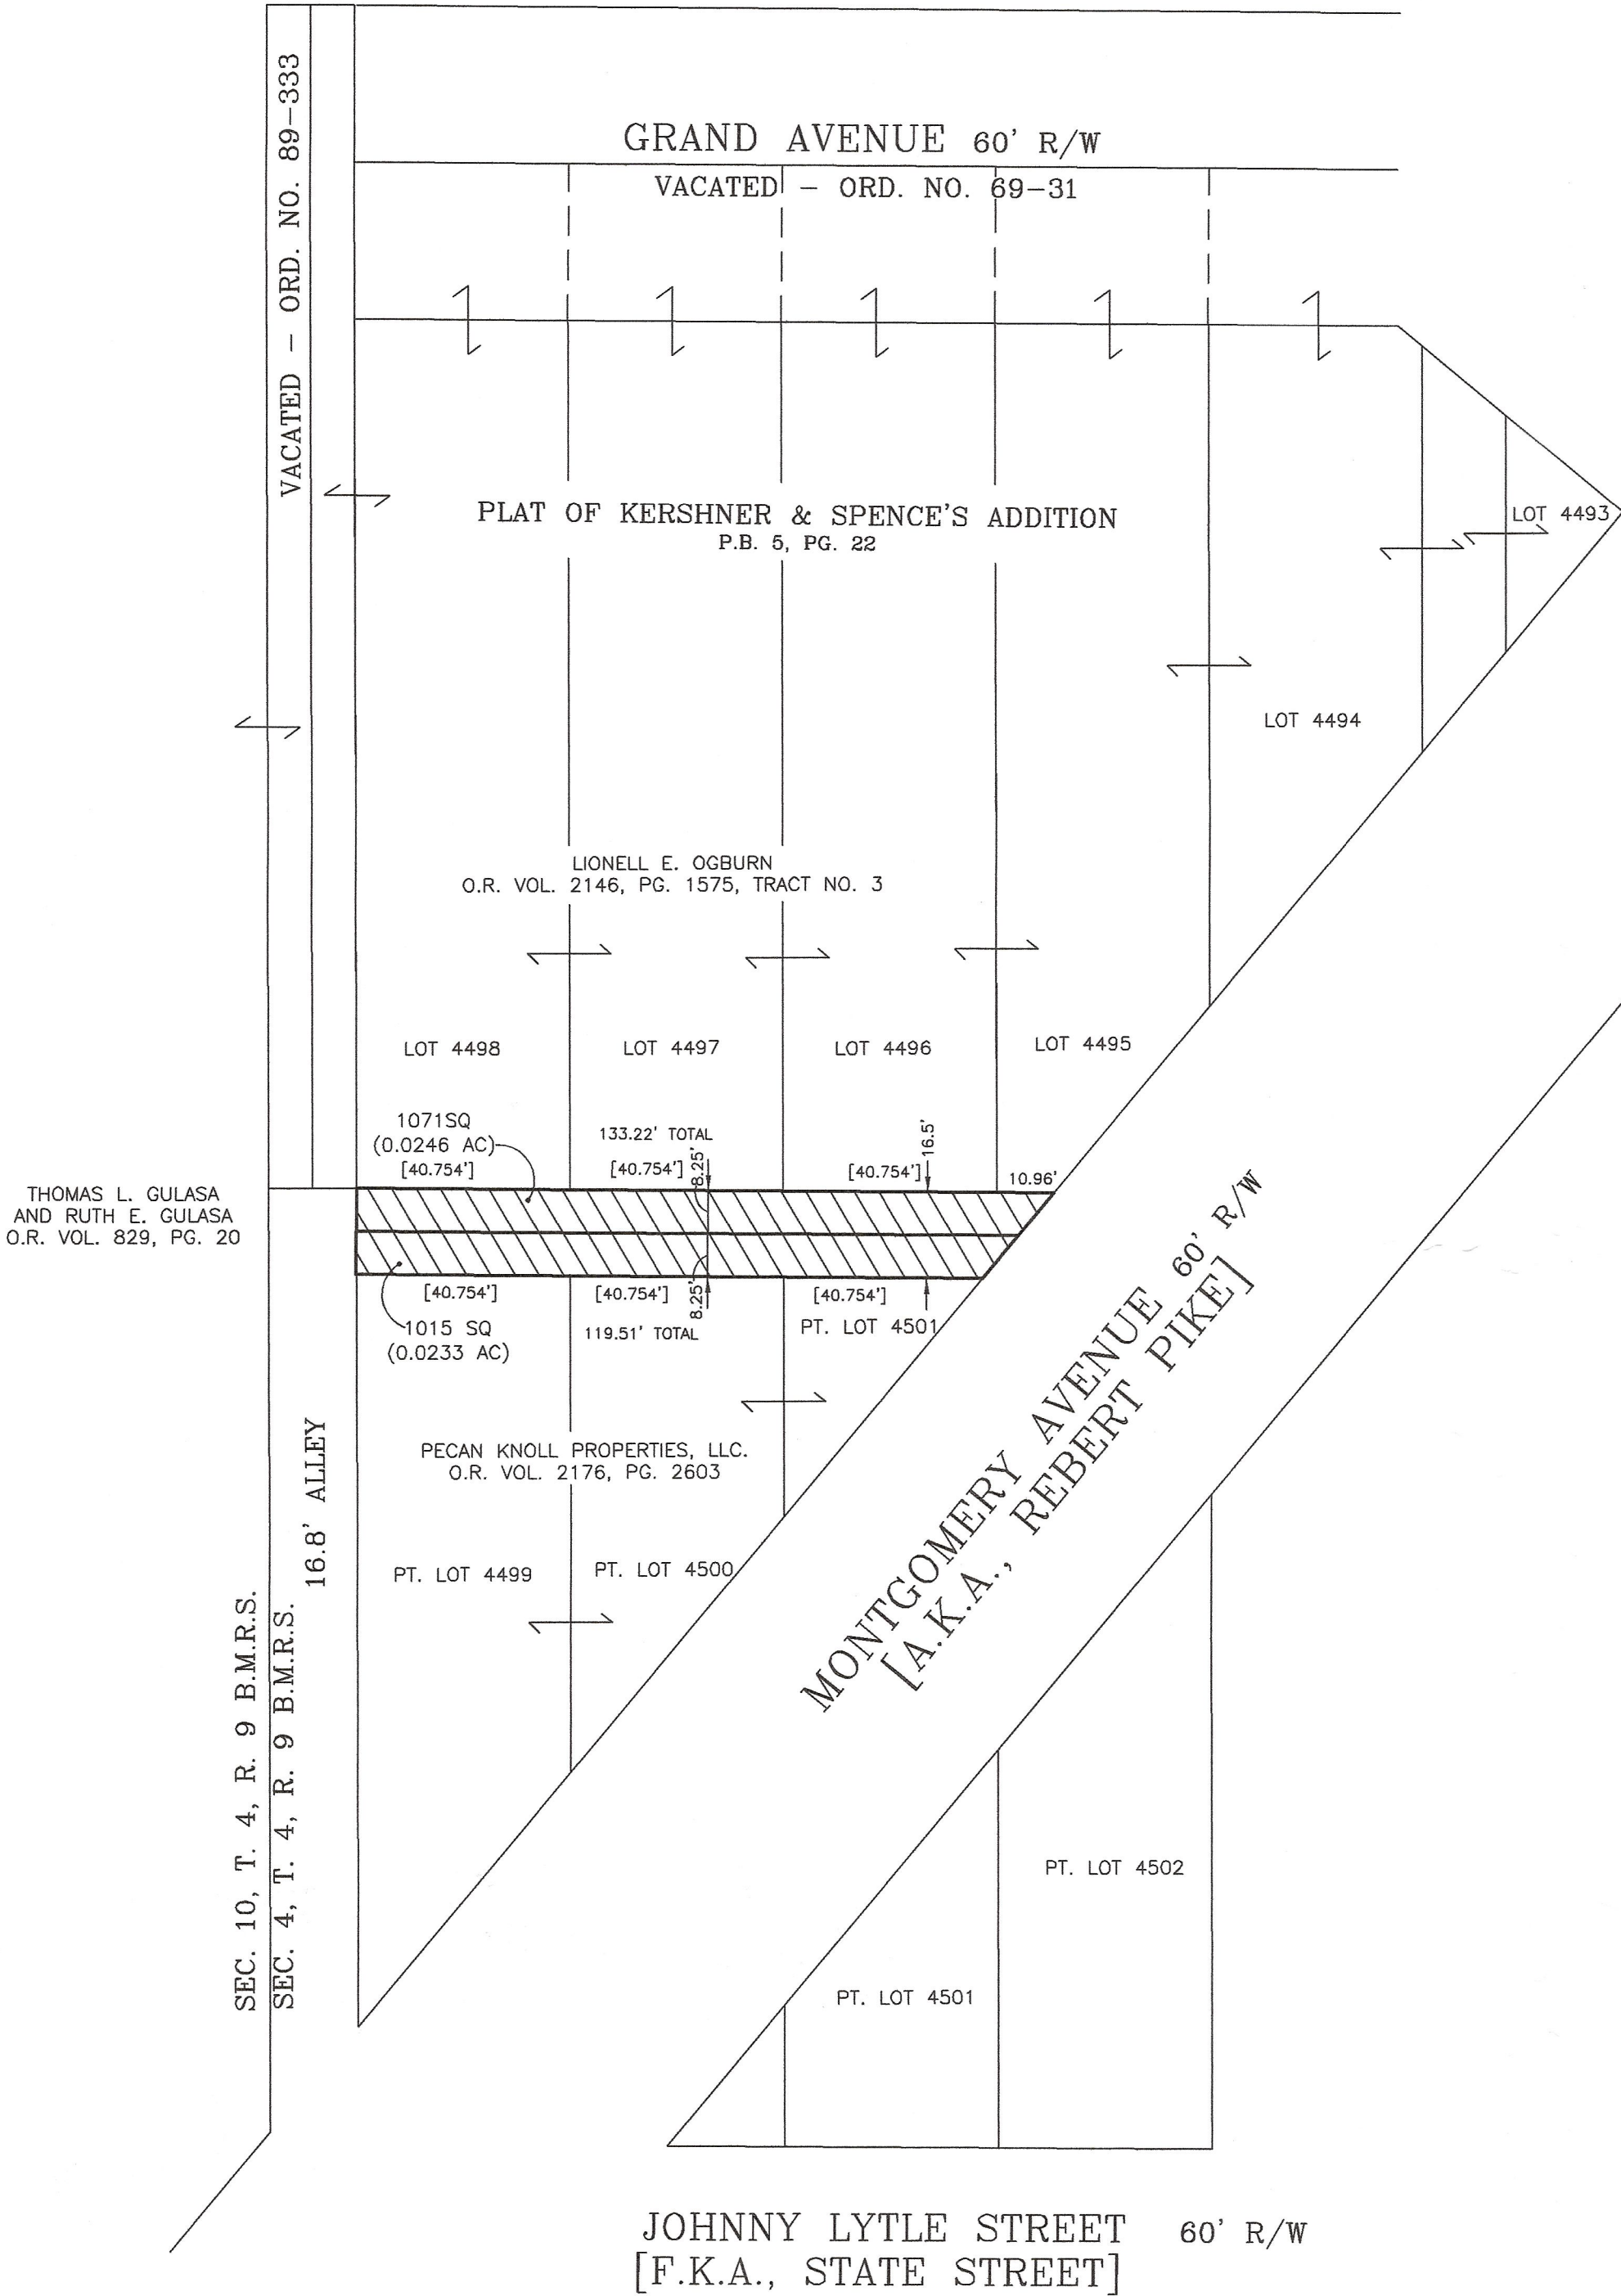 VACATED - ORD. NO. 89-333
GRAND AVENUE 60' R/W
VACATED - ORD. NO. 69-31
PLAT OF KERSHNER & SPENCE'S ADDITION
P.B. 5, PG. 22
LOT 4493
LOT 4494
LIONELL E. OGBURN
O.R. VOL. 2146, PG. 1575, TRACT NO. 3
LOT 4498
LOT 4497
LOT 4496
LOT 4495
1071SQ
(0.0246 AC)
[40.754']
133.22' TOTAL
[40.754']
8.25'
[40.754']
16.5'
10.96'
THOMAS L. GULASA
AND RUTH E. GULASA
O.R. VOL. 829, PG. 20
[40.754']
[40.754']
8.25'
[40.754']
1015 SQ
(0.0233 AC)
119.51' TOTAL
PT. LOT 4501
MONTGOMERY AVENUE 60' R/W
[A.K.A., REBERT PIKE]
16.8' ALLEY
PECAN KNOLL PROPERTIES, LLC.
O.R. VOL. 2176, PG. 2603
PT. LOT 4499
PT. LOT 4500
SEC. 10, T. 4, R. 9 B.M.R.S.
SEC. 4, T. 4, R. 9 B.M.R.S.
PT. LOT 4502
PT. LOT 4501
JOHNNY LYTLE STREET 60' R/W
[F.K.A., STATE STREET]